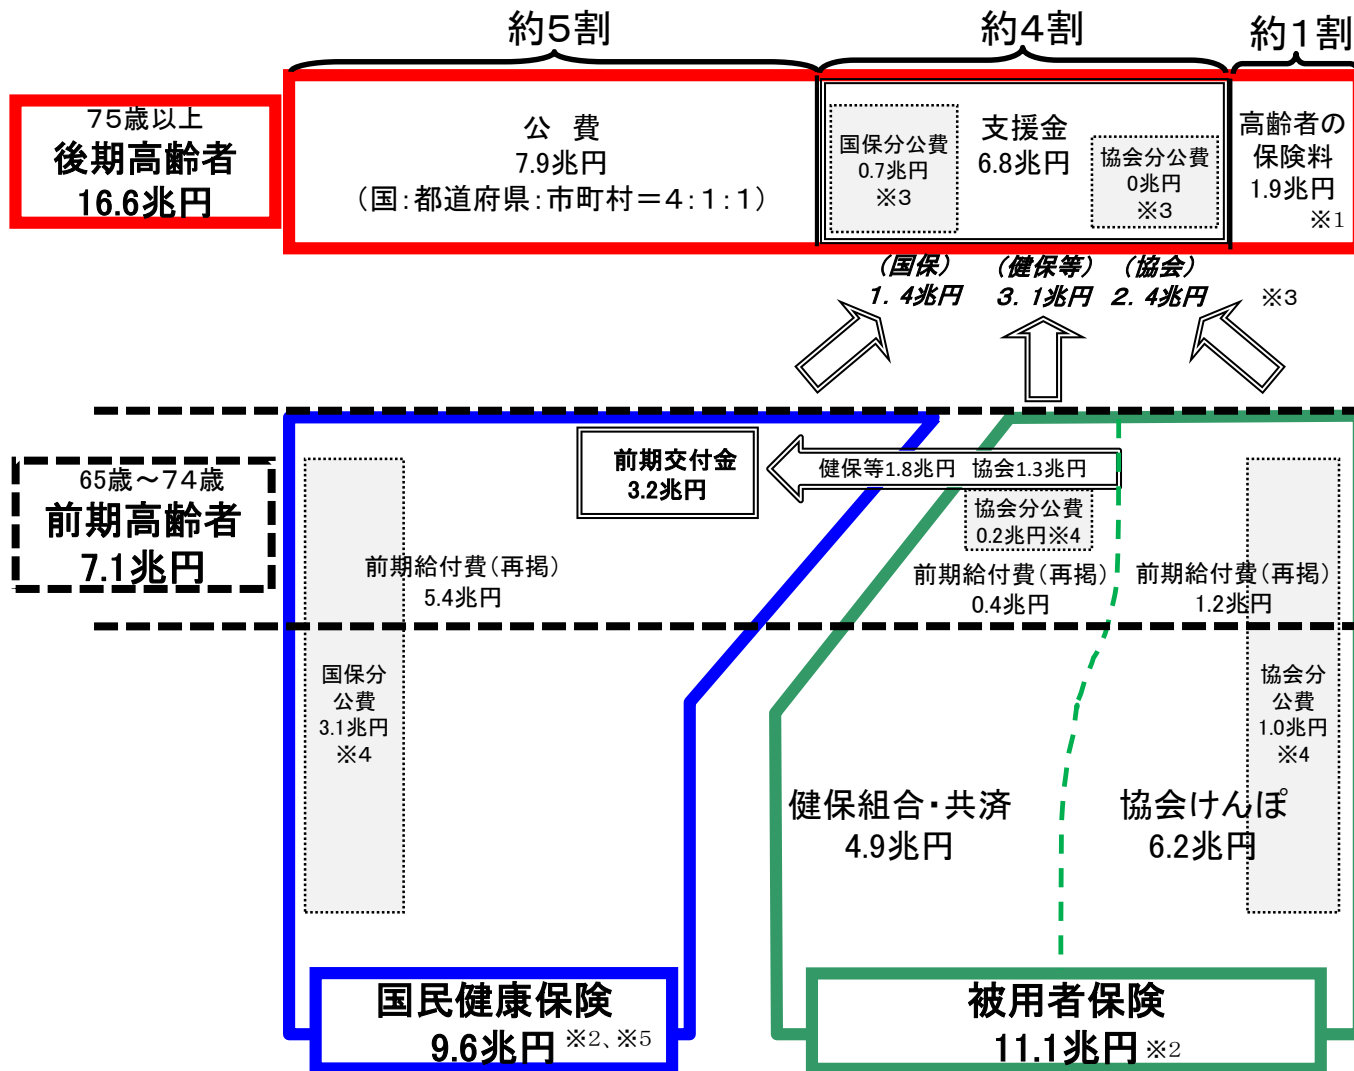 約5割
約4割
約1割
75歳以上
後期高齢者
16.6兆円
公　費
7.9兆円
（国：都道府県：市町村＝4：1：1）
国保分公費
0.7兆円
※3
支援金
6.8兆円
協会分公費
0兆円
※3
高齢者の
保険料
1.9兆円
※1
（国保）
1．4兆円
（健保等）
3．1兆円
（協会）
2．4兆円
※3
65歳～74歳
前期高齢者
7.1兆円
前期交付金
3.2兆円
健保等1.8兆円　協会1.3兆円
協会分公費
0.2兆円※4
前期給付費（再掲）
5.4兆円
前期給付費（再掲）
0.4兆円
前期給付費（再掲）
1.2兆円
国保分
公費
3.1兆円
※4
協会分
公費
1.0兆円
※4
健保組合・共済
4.9兆円
協会けんぽ
6.2兆円
国民健康保険
9.6兆円 ※2、※5
被用者保険
11.1兆円 ※2